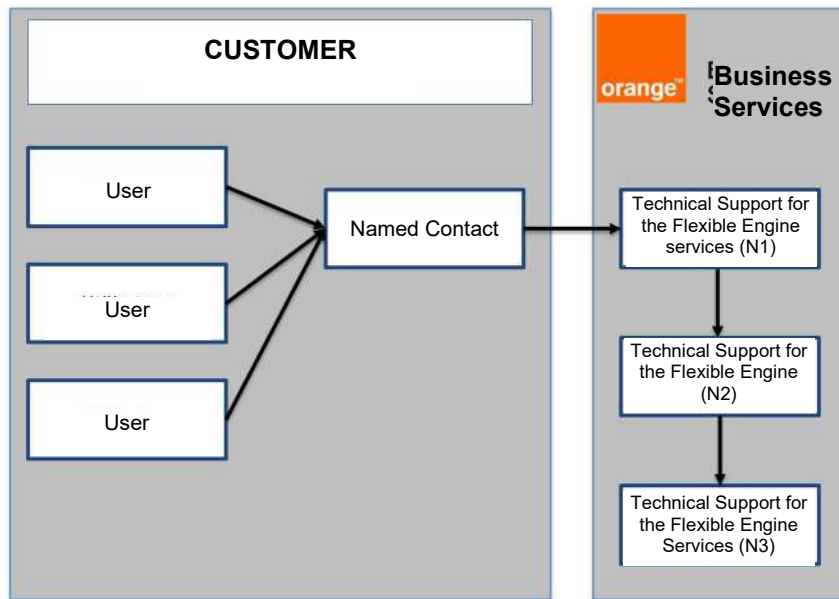 CUSTOMER
orange™
Business
Services
User
User
User
Named Contact
Technical Support for
the Flexible Engine
services (N1)
Technical Support for
the Flexible Engine
(N2)
Technical Support for
the Flexible Engine
Services (N3)